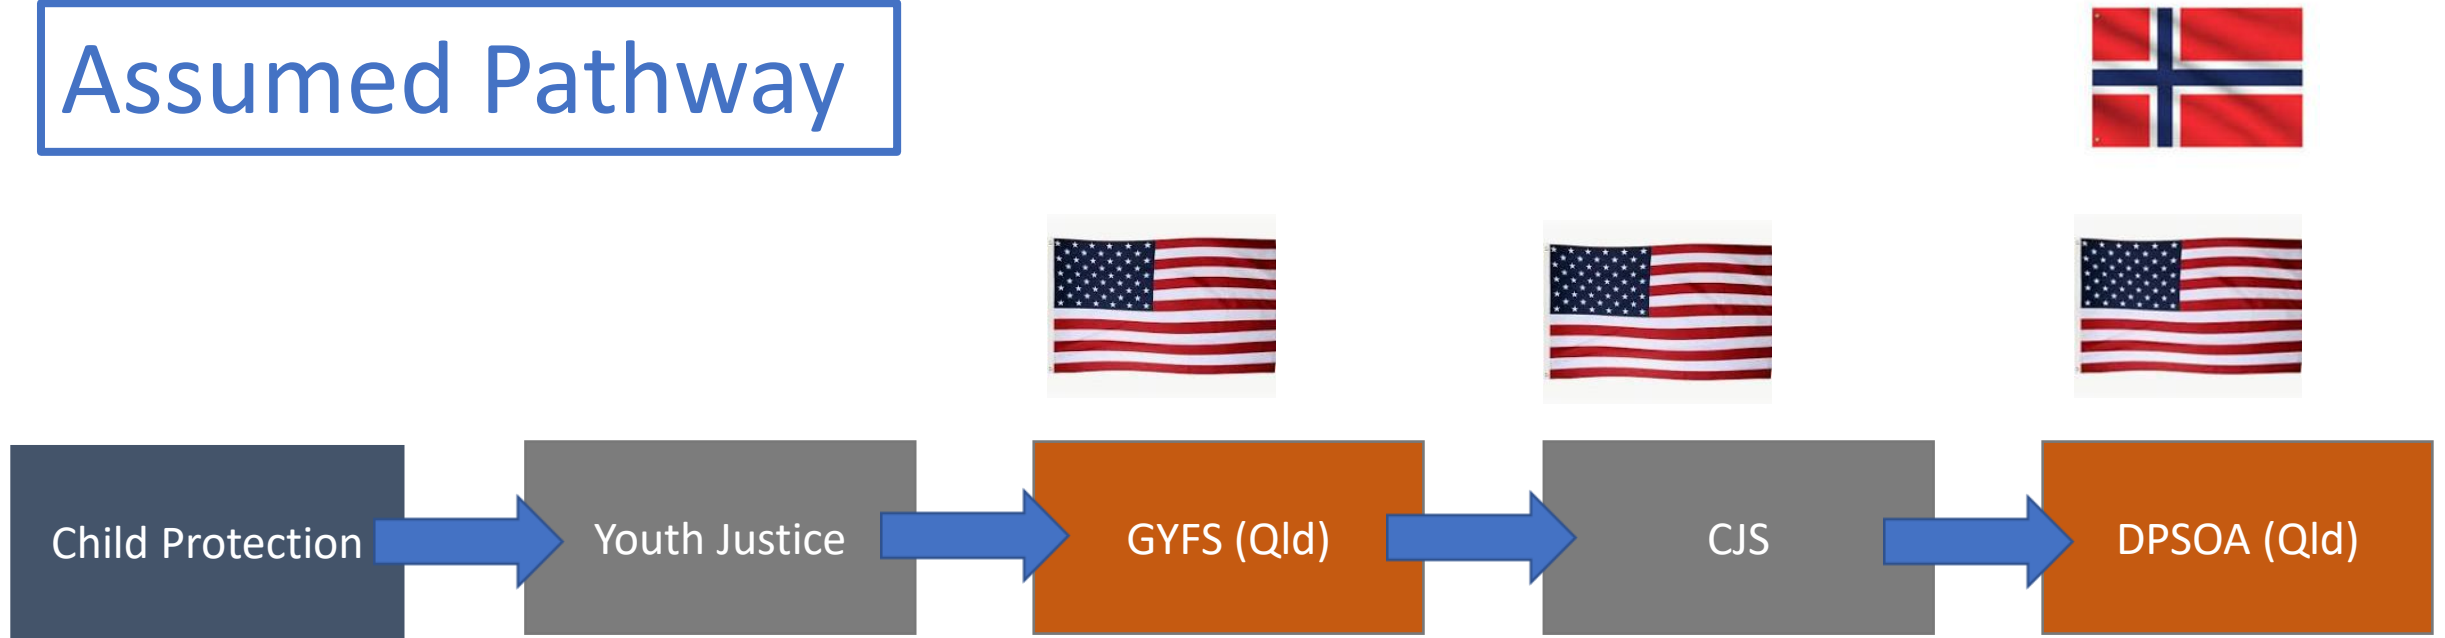 Assumed Pathway
Child Protection
Youth Justice
GYFS (Qld)
CJS
DPSOA (Qld)